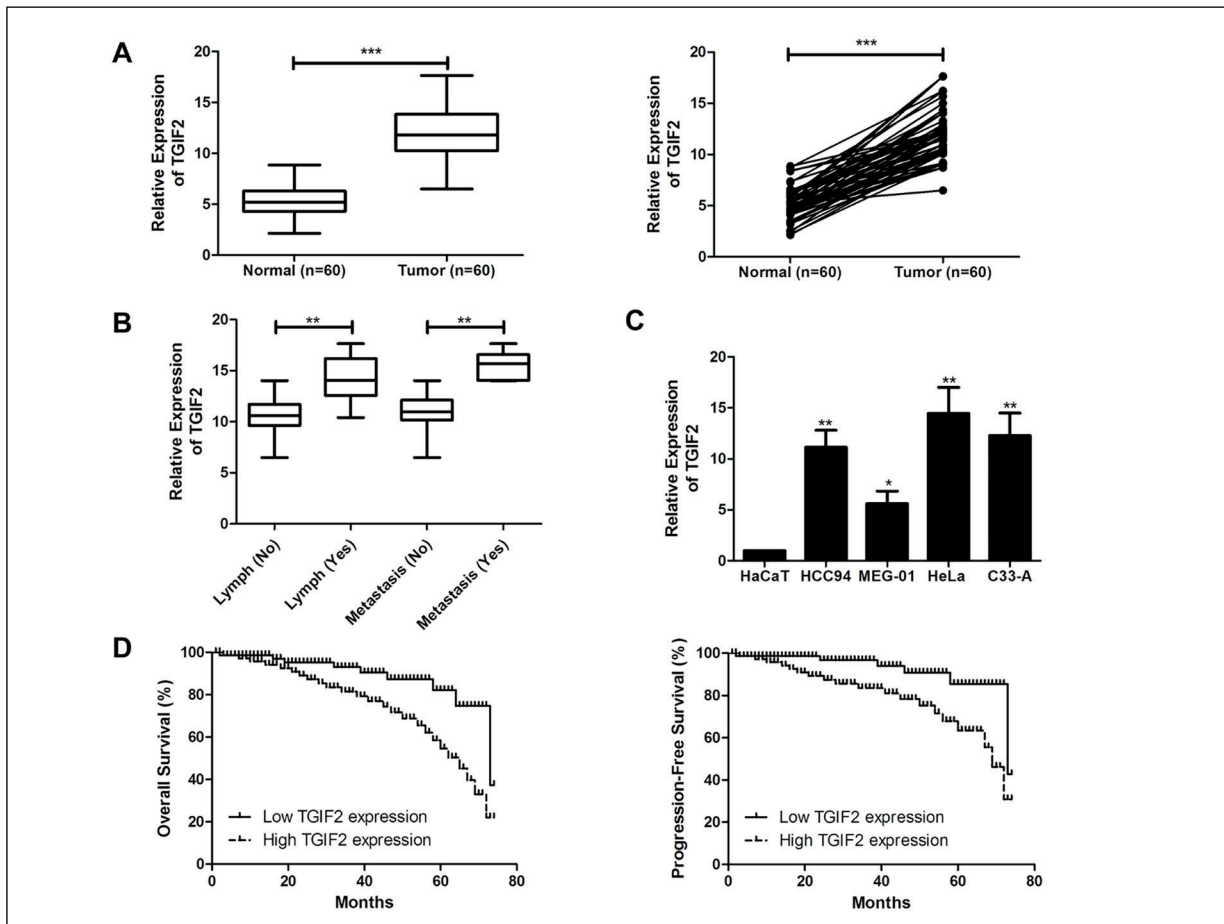 A
Relative Expression
of TGIF2
20
15
10
5
0
***
Normal (n=60)
Tumor (n=60)
Relative Expression
of TGIF2
20
15
10
5
0
***
Normal (n=60)
Tumor (n=60)
B
Relative Expression
of TGIF2
20
15
10
5
0
**
**
Lymph (No)
Lymph (Yes)
Metastasis (No)
Metastasis (Yes)
C
Relative Expression
of TGIF2
20
15
10
5
0
**
*
**
**
HaCaT
HCC94
MEG-01
HeLa
C33-A
D
Overall Survival (%)
100
80
60
40
20
0
Low TGIF2 expression
High TGIF2 expression
0
20
40
60
80
Months
Progression-Free Survival (%)
100
80
60
40
20
0
Low TGIF2 expression
High TGIF2 expression
0
20
40
60
80
Months